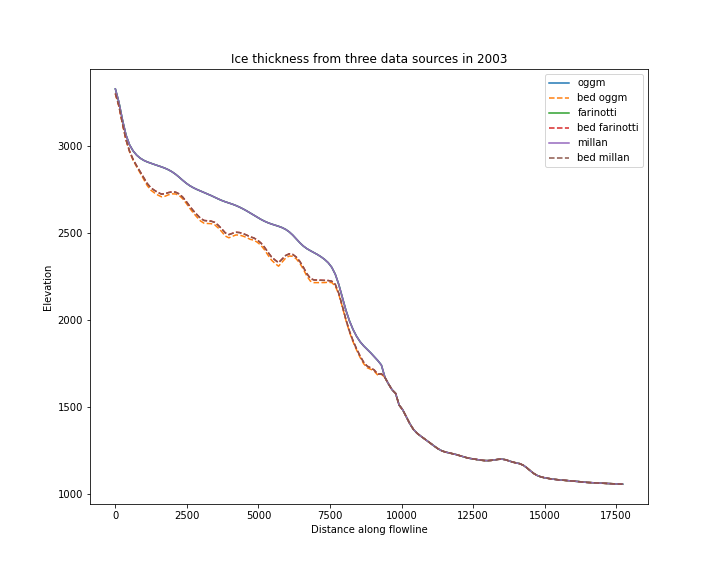 Ice thickness from three data sources in 2003
oggm
bed oggm
farinotti
bed farinotti
millan
bed millan
3000
2500
2000
1500
1000
Elevation
0 2500 5000 7500 10000 12500 15000 17500
Distance along flowline